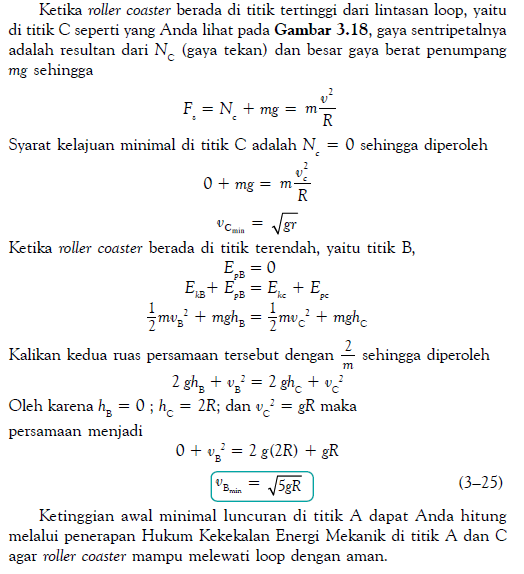 Ketika roller coaster berada di titik tertinggi dari lintasan loop, yaitu
di titik C seperti yang Anda lihat pada Gambar 3.18, gaya sentripetalnya
adalah resultan dari N_c (gaya tekan) dan besar gaya berat penumpang
mg sehingga
F_s = N_c + mg = m v²/R
Syarat kelajuan minimal di titik C adalah N_c = 0 sehingga diperoleh
0 + mg = m v_c²/R
v_Cmin = √gr
Ketika roller coaster berada di titik terendah, yaitu titik B,
E_pB = 0
E_kB + E_pB = E_kc + E_pc
½mv_B² + mgh_B = ½mv_C² + mgh_C
Kalikan kedua ruas persamaan tersebut dengan 2/m sehingga diperoleh
2 gh_B + v_B² = 2 gh_C + v_C²
Oleh karena h_B = 0 ; h_C = 2R; dan v_C² = gR maka
persamaan menjadi
0 + v_B² = 2 g(2R) + gR
v_Bmin = √5gR (3–25)
Ketinggian awal minimal luncuran di titik A dapat Anda hitung
melalui penerapan Hukum Kekekalan Energi Mekanik di titik A dan C
agar roller coaster mampu melewati loop dengan aman.